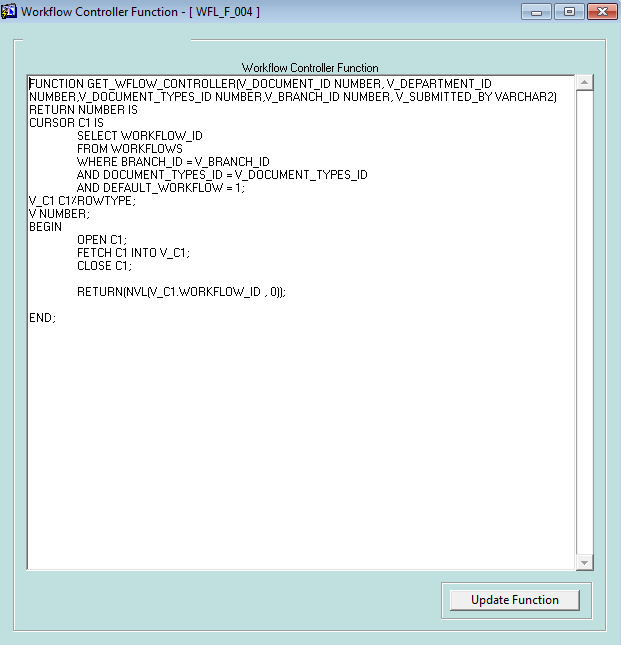 Workflow Controller Function - [ WFL_F_004 ]
Workflow Controller Function
FUNCTION GET_WFLOW_CONTROLLER(V_DOCUMENT_ID NUMBER, V_DEPARTMENT_ID
NUMBER,V_DOCUMENT_TYPES_ID NUMBER,V_BRANCH_ID NUMBER, V_SUBMITTED_BY VARCHAR2)
RETURN NUMBER IS
CURSOR C1 IS
SELECT WORKFLOW_ID
FROM WORKFLOWS
WHERE BRANCH_ID = V_BRANCH_ID
AND DOCUMENT_TYPES_ID = V_DOCUMENT_TYPES_ID
AND DEFAULT_WORKFLOW = 1;
V_C1 C1%ROWTYPE;
V NUMBER;
BEGIN
OPEN C1;
FETCH C1 INTO V_C1;
CLOSE C1;
RETURN(NVL(V_C1.WORKFLOW_ID , 0));
END;
Update Function